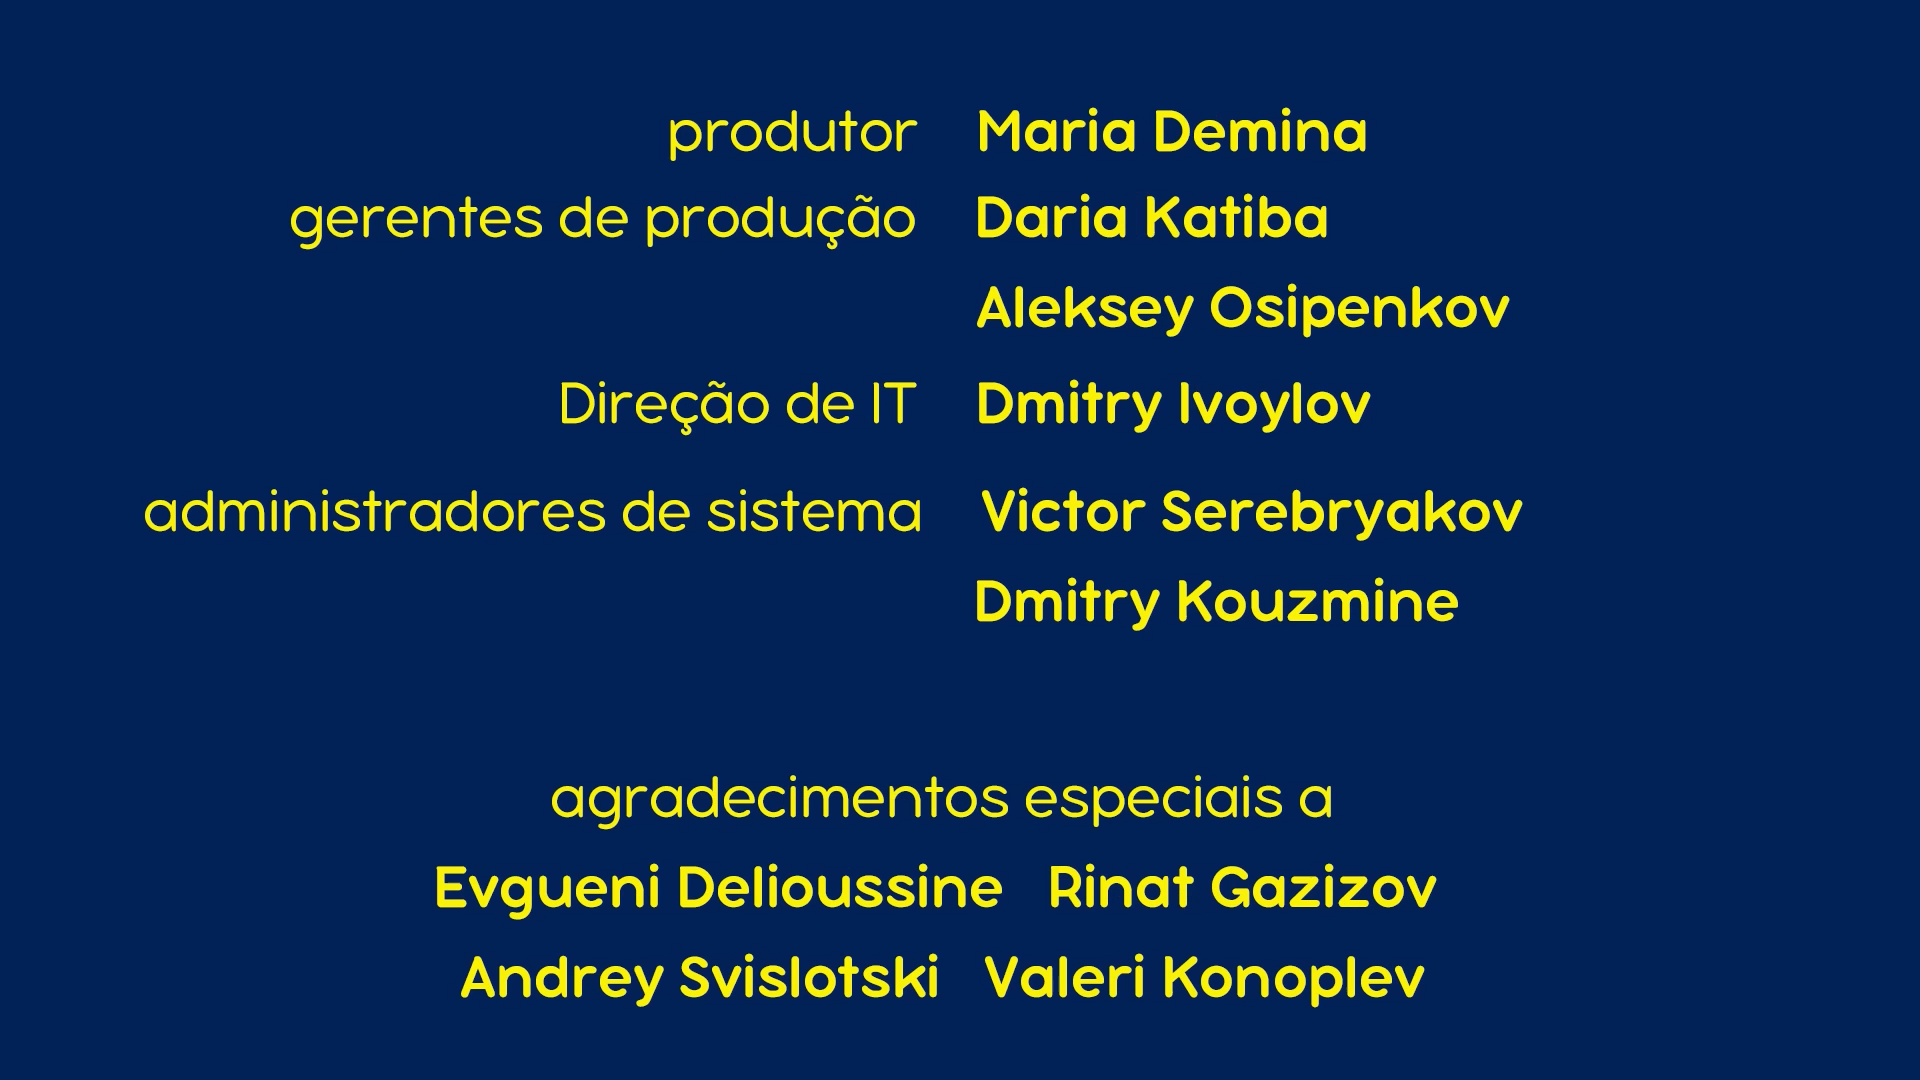 produtor Maria Demina
gerentes de produção Daria Katiba
Aleksey Osipenkov
Direção de IT Dmitry Ivoylov
administradores de sistema Victor Serebryakov
Dmitry Kouzmine
agradecimentos especiais a
Evgueni Delioussine Rinat Gazizov
Andrey Svislotski Valeri Konoplev